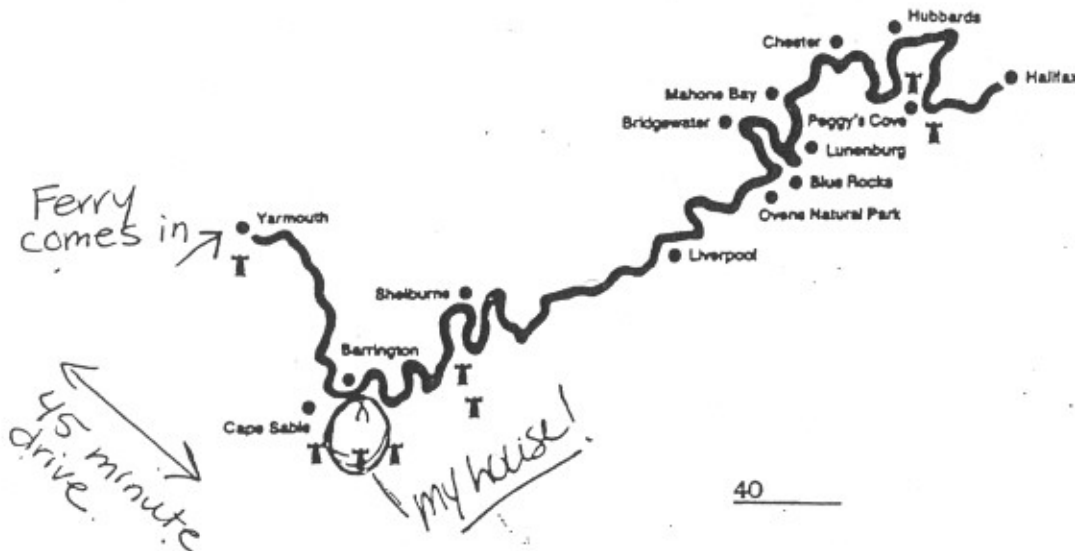 Hubbards
Chester
Halifax
Mahone Bay
Bridgewater
Peggy's Cove
Lunenburg
Blue Rocks
Ovens Natural Park
Ferry
comes in
Yarmouth
Liverpool
Shelburne
Barrington
Cape Sable
45 minute
drive.
my house!
40